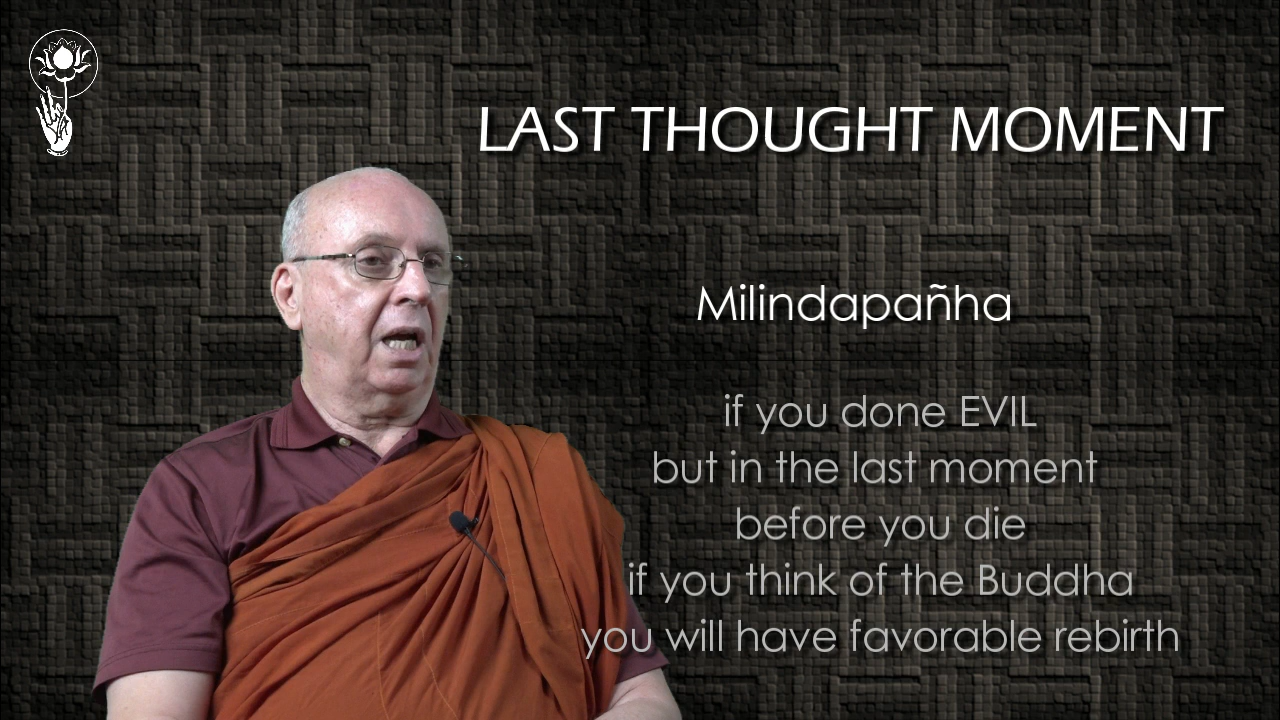 LAST THOUGHT MOMENT
Milindapañha
if you done EVIL
but in the last moment
before you die
if you think of the Buddha
you will have favorable rebirth